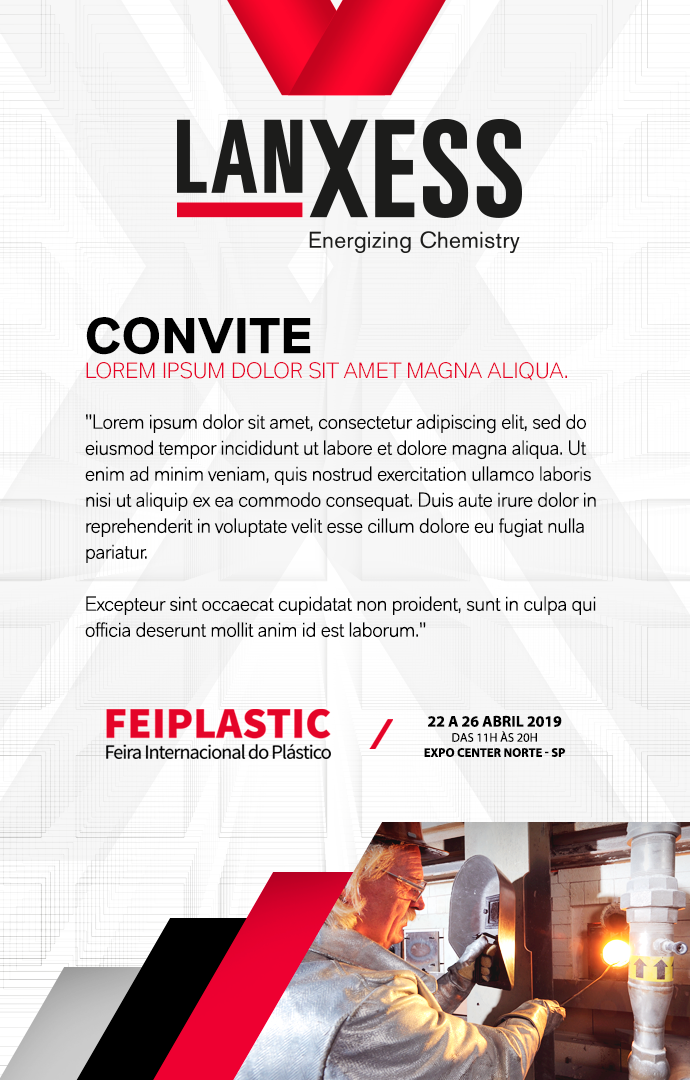 LANXESS
Energizing Chemistry
CONVITE
LOREM IPSUM DOLOR SIT AMET MAGNA ALIQUA.
"Lorem ipsum dolor sit amet, consectetur adipiscing elit, sed do
eiusmod tempor incididunt ut labore et dolore magna aliqua. Ut
enim ad minim veniam, quis nostrud exercitation ullamco laboris
nisi ut aliquip ex ea commodo consequat. Duis aute irure dolor in
reprehenderit in voluptate velit esse cillum dolore eu fugiat nulla
pariatur.
Excepteur sint occaecat cupidatat non proident, sunt in culpa qui
officia deserunt mollit anim id est laborum."
FEIPLASTIC
Feira Internacional do Plástico
/
22 A 26 ABRIL 2019
DAS 11H ÀS 20H
EXPO CENTER NORTE - SP